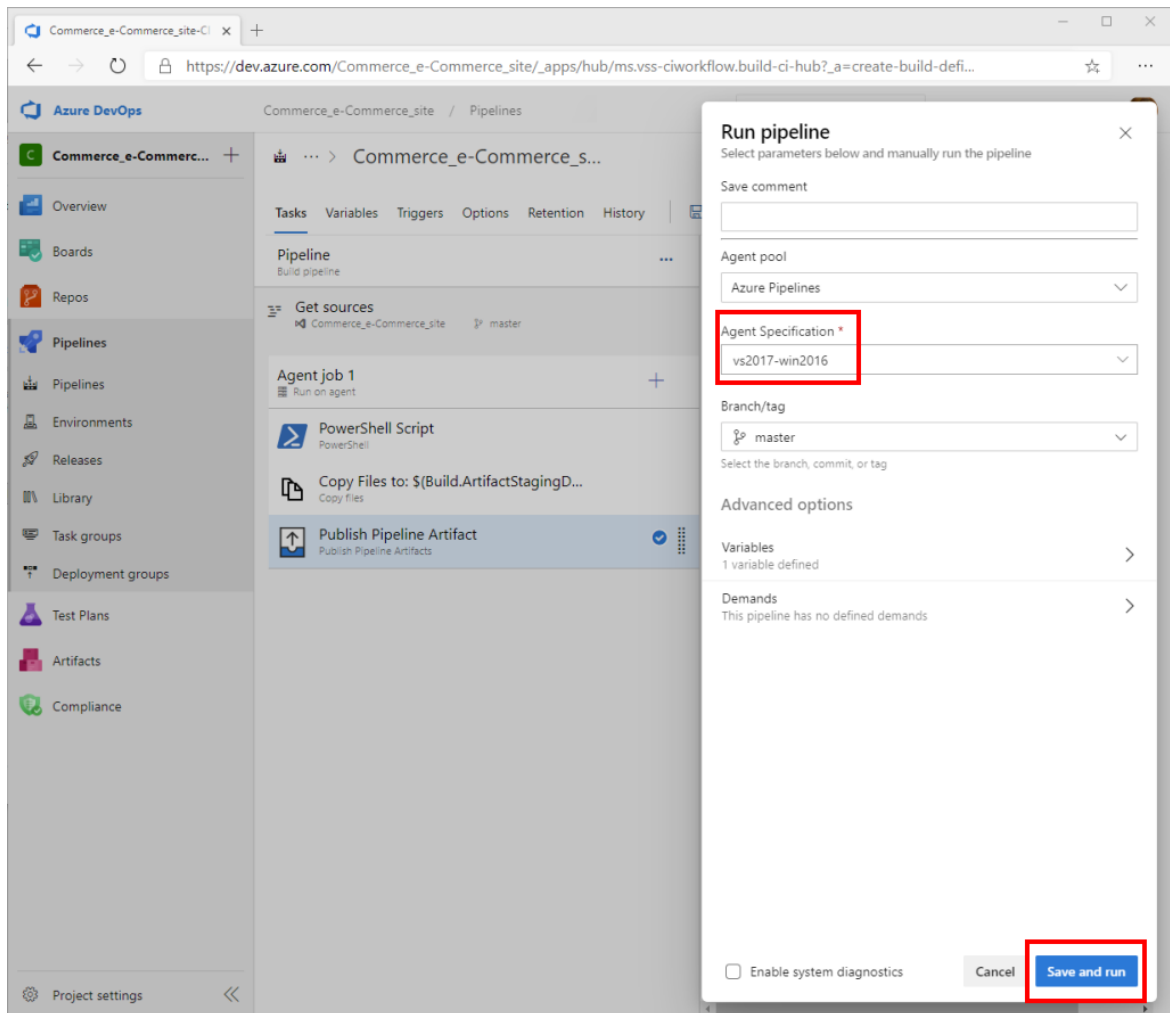 Commerce_e-Commerce_site-CI
https://dev.azure.com/Commerce_e-Commerce_site/_apps/hub/ms.vss-ciworkflow.build-ci-hub?_a=create-build-defi...
Azure DevOps
Commerce_e-Commerce_site / Pipelines
C Commerce_e-Commerc...
Overview
Boards
Repos
Pipelines
Pipelines
Environments
Releases
Library
Task groups
Deployment groups
Test Plans
Artifacts
Compliance
Project settings
... > Commerce_e-Commerce_s...
Tasks Variables Triggers Options Retention History
Pipeline
Build pipeline
Get sources
Commerce_e-Commerce_site master
Agent job 1
Run on agent
PowerShell Script
PowerShell
Copy Files to: $(Build.ArtifactStagingD...
Copy files
Publish Pipeline Artifact
Publish Pipeline Artifacts
Run pipeline
Select parameters below and manually run the pipeline
Save comment
Agent pool
Azure Pipelines
Agent Specification *
vs2017-win2016
Branch/tag
master
Select the branch, commit, or tag
Advanced options
Variables
1 variable defined
Demands
This pipeline has no defined demands
Enable system diagnostics
Cancel
Save and run